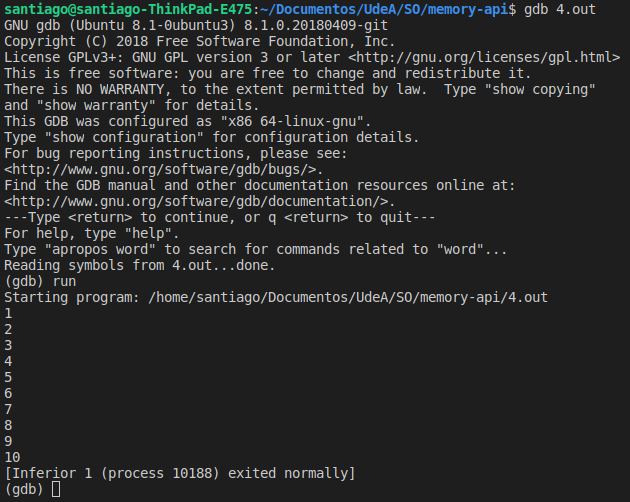 santiago@santiago-ThinkPad-E475:~/Documentos/UdeA/SO/memory-api$ gdb 4.out
GNU gdb (Ubuntu 8.1-0ubuntu3) 8.1.0.20180409-git
Copyright (C) 2018 Free Software Foundation, Inc.
License GPLv3+: GNU GPL version 3 or later <http://gnu.org/licenses/gpl.html>
This is free software: you are free to change and redistribute it.
There is NO WARRANTY, to the extent permitted by law.  Type "show copying"
and "show warranty" for details.
This GDB was configured as "x86_64-linux-gnu".
Type "show configuration" for configuration details.
For bug reporting instructions, please see:
<http://www.gnu.org/software/gdb/bugs/>.
Find the GDB manual and other documentation resources online at:
<http://www.gnu.org/software/gdb/documentation/>.
---Type <return> to continue, or q <return> to quit---
For help, type "help".
Type "apropos word" to search for commands related to "word"...
Reading symbols from 4.out...done.
(gdb) run
Starting program: /home/santiago/Documentos/UdeA/SO/memory-api/4.out
1
2
3
4
5
6
7
8
9
10
[Inferior 1 (process 10188) exited normally]
(gdb)